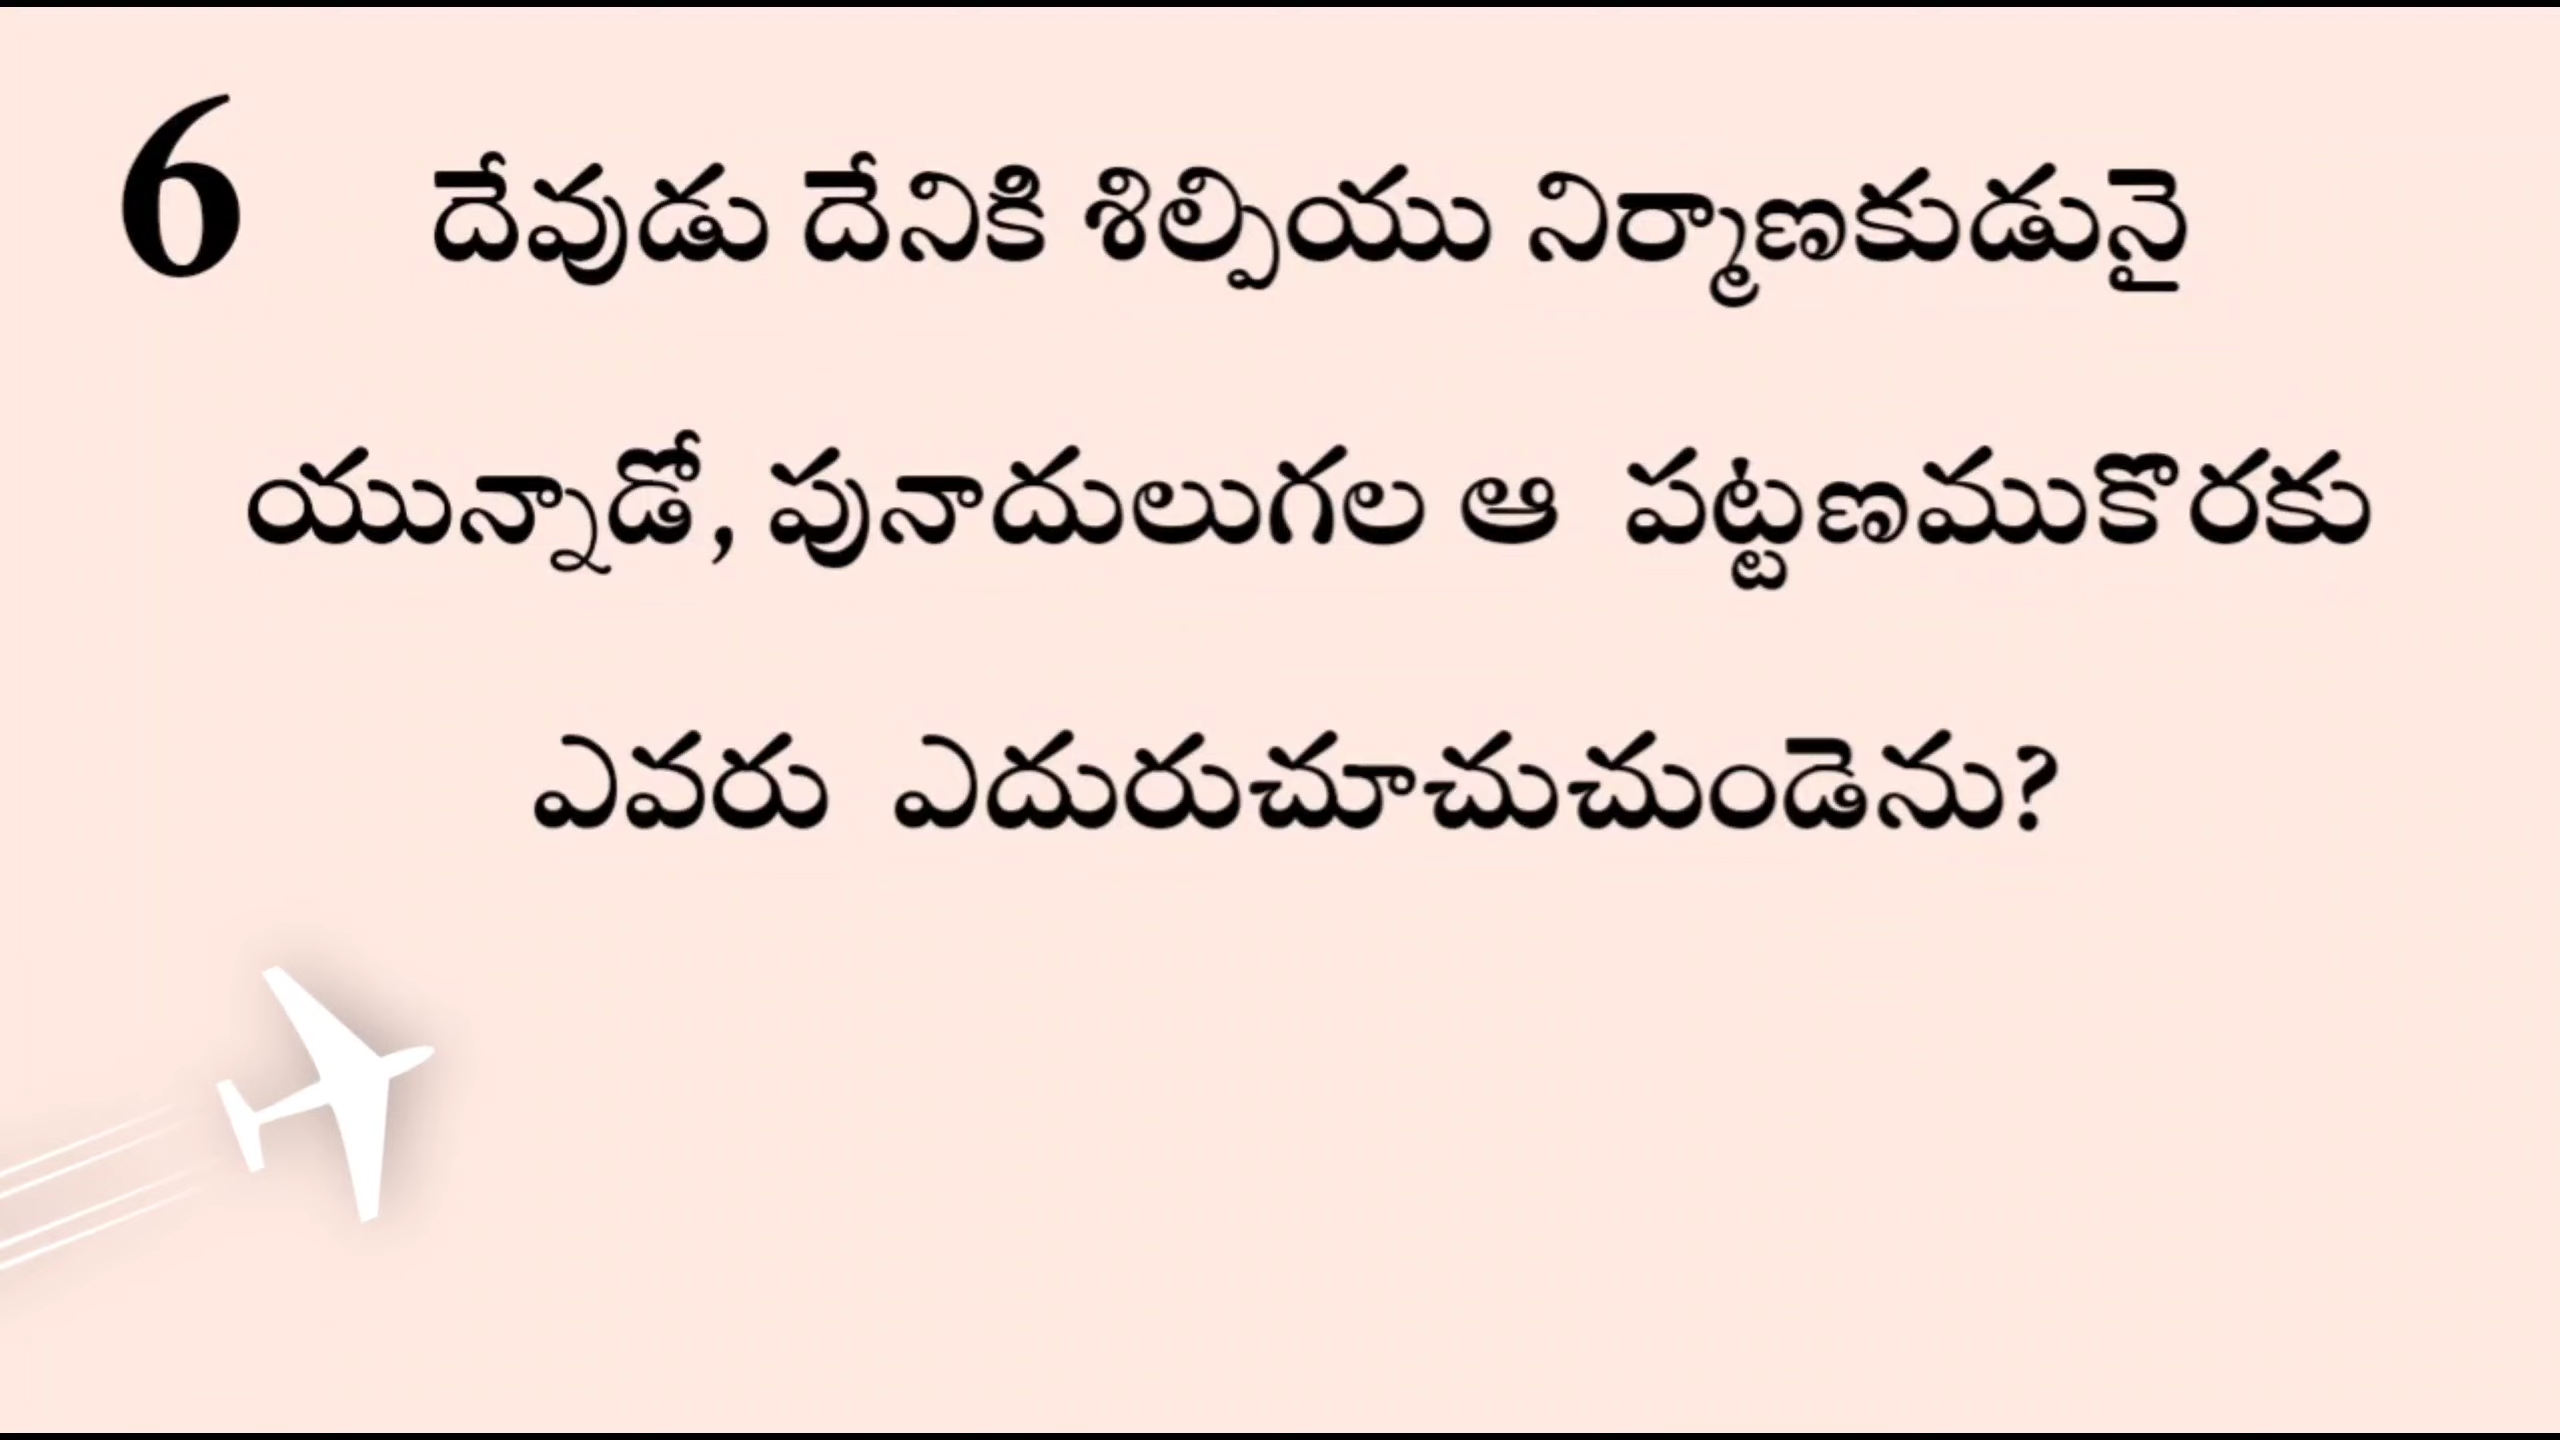 6 దేవుడు దేనికి శిల్పియు నిర్మాణకుడునై
యున్నాడో, పునాదులుగల ఆ పట్టణముకొరకు
ఎవరు ఎదురుచూచుచుండెను?